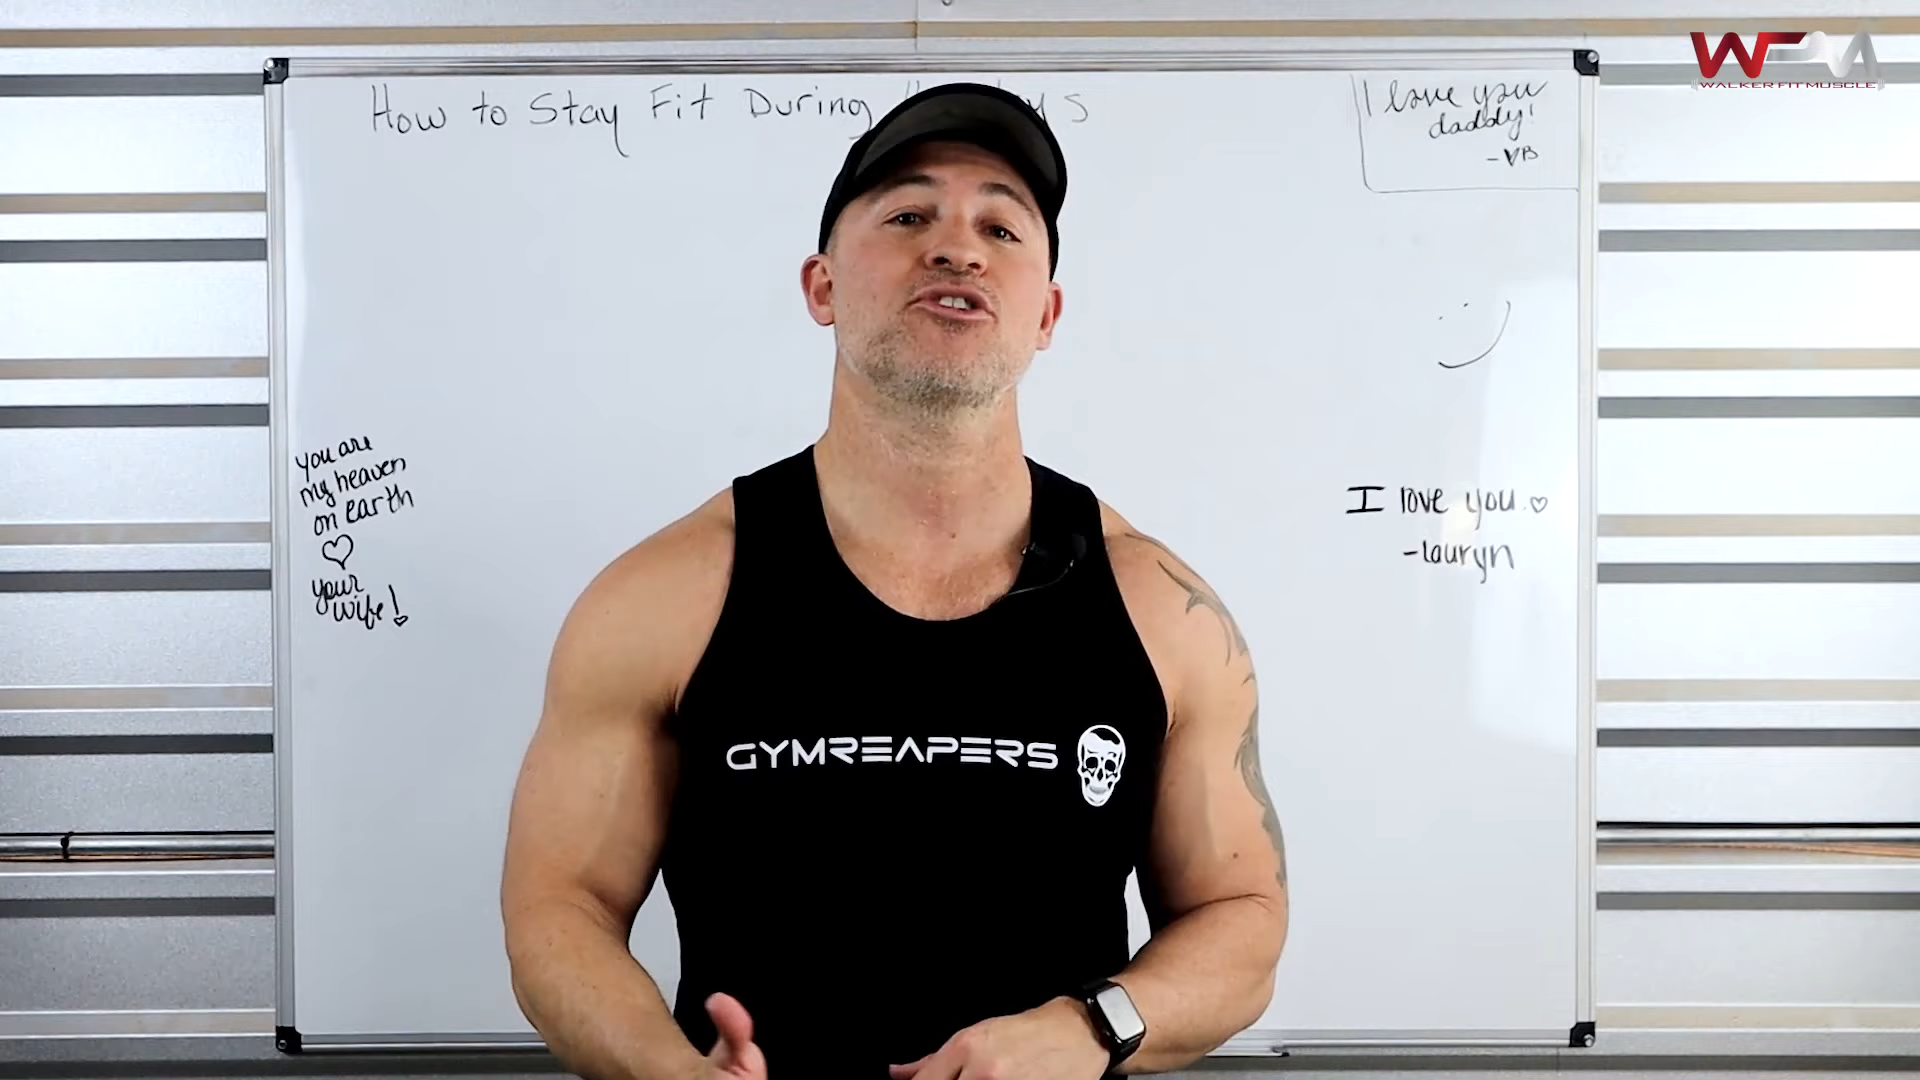 How to Stay Fit During
WFM
WALKER FIT MUSCLE
I love you
daddy!
-♥B
you are
my heaven
on earth
♡
your
wife!
I love you ♡
-lauryn
GYMREAPERS